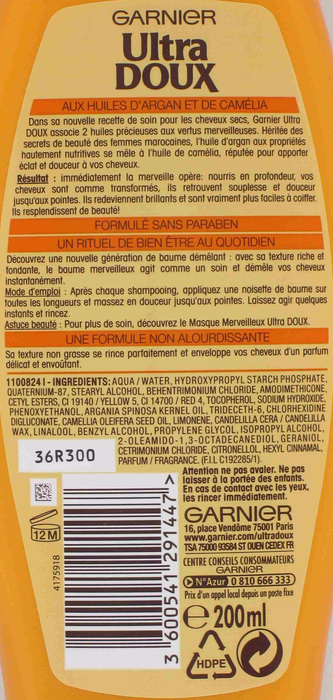 GARNIER
Ultra
DOUX
AUX HUILES D'ARGAN ET DE CAMÉLIA
Dans sa nouvelle recette de soin pour les cheveux secs, Garnier Ultra
DOUX associe 2 huiles précieuses aux vertus merveilleuses. Héritée des
secrets de beauté des femmes marocaines, l'huile d'argan aux propriétés
hautement nutritives se mêle à l'huile de camélia, réputée pour apporter
éclat et douceur à vos cheveux.
Résultat : immédiatement la merveille opère: nourris en profondeur, vos
cheveux sont comme transformés, ils retrouvent souplesse et douceur
jusqu'aux pointes. Ils redeviennent brillants et sont vraiment plus faciles à coiffer.
Ils resplendissent de beauté!
FORMULE SANS PARABEN
UN RITUEL DE BIEN ÊTRE AU QUOTIDIEN
Découvrez une nouvelle génération de baume démêlant : avec sa texture riche et
fondante, le baume merveilleux agit comme un soin et démêle vos cheveux
instantanément.
Mode d'emploi : Après chaque shampooing, appliquez une noisette de baume sur
toutes les longueurs et massez en douceur jusqu'aux pointes. Laissez agir quelques
instants et rincez.
Astuce beauté : Pour plus de soin, découvrez le Masque Merveilleux Ultra DOUX.
UNE FORMULE NON ALOURDISSANTE
Sa texture non grasse se rince parfaitement et enveloppe vos cheveux d'un parfum
délicat et envoûtant.
1100824 I - INGREDIENTS: AQUA / WATER, HYDROXYPROPYL STARCH PHOSPHATE,
QUATERNIUM-87, STEARYL ALCOHOL, BEHENTRIMONIUM CHLORIDE, AMODIMETHICONE,
CETYL ESTERS, CI 19140 / YELLOW 5, CI 14700 / RED 4, TOCOPHEROL, SODIUM HYDROXIDE,
PHENOXYETHANOL, ARGANIA SPINOSA KERNEL OIL, TRIDECETH-6, CHLORHEXIDINE
DIGLUCONATE, CAMELLIA OLEIFERA SEED OIL, LIMONENE, CANDELILLA CERA / CANDELILLA
WAX, LINALOOL, BENZYL ALCOHOL, PROPYLENE GLYCOL, ISOPROPYL ALCOHOL,
2-OLEAMIDO-1,3-OCTADECANEDIOL, GERANIOL,
CETRIMONIUM CHLORIDE, CITRONELLOL, HEXYL CINNAMAL,
PARFUM / FRAGRANCE. (F.I.L C192285/1).
36R300
Attention ne pas avaler. Ne pas
laisser à la portée des enfants.
En cas de contact avec les yeux,
les rincer immédiatement.
GARNIER
16, place Vendôme 75001 Paris
www.garnier.com/ultradoux
TSA 75000 93584 ST OUEN CEDEX FR
CENTRE CONSEILS CONSOMMATEURS
GARNIER
N°Azur 0 810 666 333
Prix d'un appel local depuis un poste fixe
12M
4175918
3 600541 291447 >
e 200 ml
HDPE